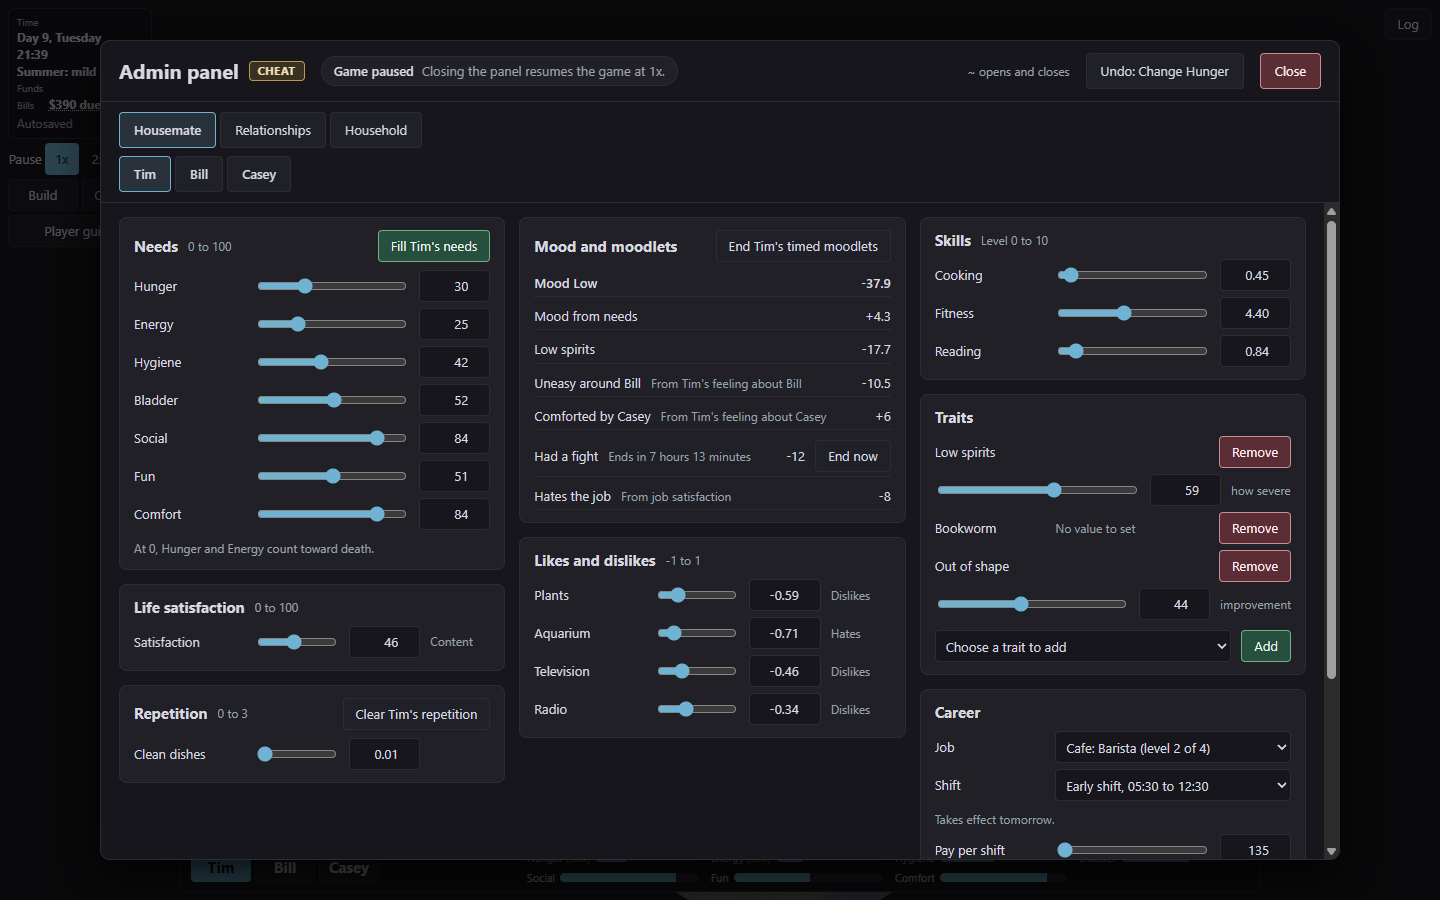 Time
Day 9, Tuesday
21:39
Summer: mild
Funds
Bills $390 due
Autosaved
Pause 1x
Build
Player gui
Log
Admin panel CHEAT Game paused Closing the panel resumes the game at 1x. ~ opens and closes Undo: Change Hunger Close
Housemate Relationships Household
Tim Bill Casey
Needs 0 to 100 Fill Tim's needs
Hunger 30
Energy 25
Hygiene 42
Bladder 52
Social 84
Fun 51
Comfort 84
At 0, Hunger and Energy count toward death.
Life satisfaction 0 to 100
Satisfaction 46 Content
Repetition 0 to 3 Clear Tim's repetition
Clean dishes 0.01
Mood and moodlets End Tim's timed moodlets
Mood Low -37.9
Mood from needs +4.3
Low spirits -17.7
Uneasy around Bill From Tim's feeling about Bill -10.5
Comforted by Casey From Tim's feeling about Casey +6
Had a fight Ends in 7 hours 13 minutes -12 End now
Hates the job From job satisfaction -8
Likes and dislikes -1 to 1
Plants -0.59 Dislikes
Aquarium -0.71 Hates
Television -0.46 Dislikes
Radio -0.34 Dislikes
Skills Level 0 to 10
Cooking 0.45
Fitness 4.40
Reading 0.84
Traits
Low spirits Remove
59 how severe
Bookworm No value to set Remove
Out of shape Remove
44 improvement
Choose a trait to add Add
Career
Job Cafe: Barista (level 2 of 4)
Shift Early shift, 05:30 to 12:30
Takes effect tomorrow.
Pay per shift 135
Tim Bill Casey
Social Fun Comfort